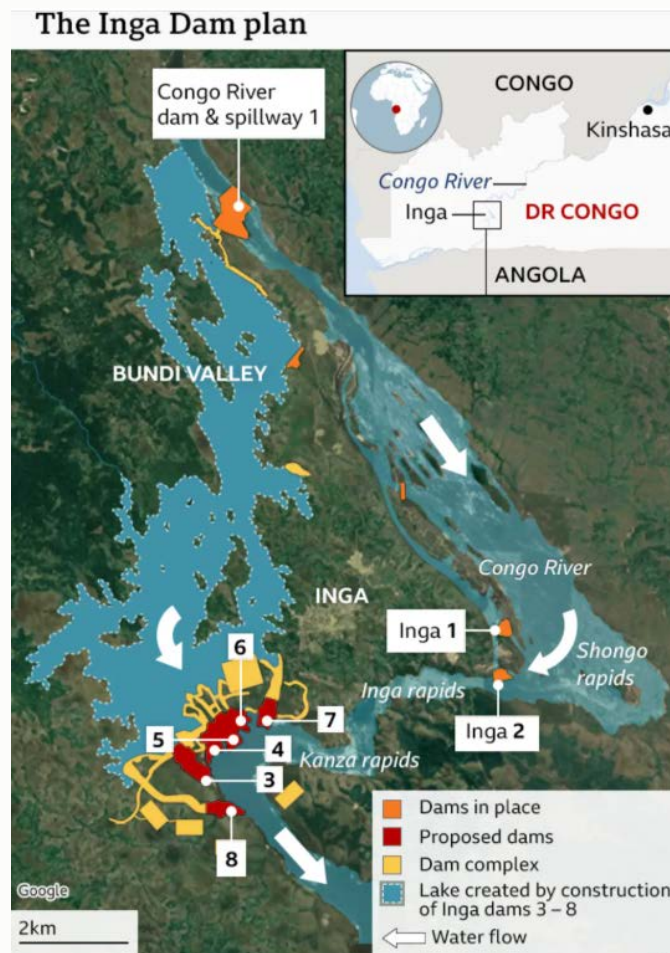 The Inga Dam plan
Congo River
dam & spillway 1
CONGO
Kinshasa
Congo River
Inga
DR CONGO
ANGOLA
BUNDI VALLEY
Congo River
INGA
Inga 1
Shongo
rapids
Inga rapids
Inga 2
6
7
5
4
Kanza rapids
3
8
Dams in place
Proposed dams
Dam complex
Lake created by construction
of Inga dams 3 – 8
Water flow
Google
2km